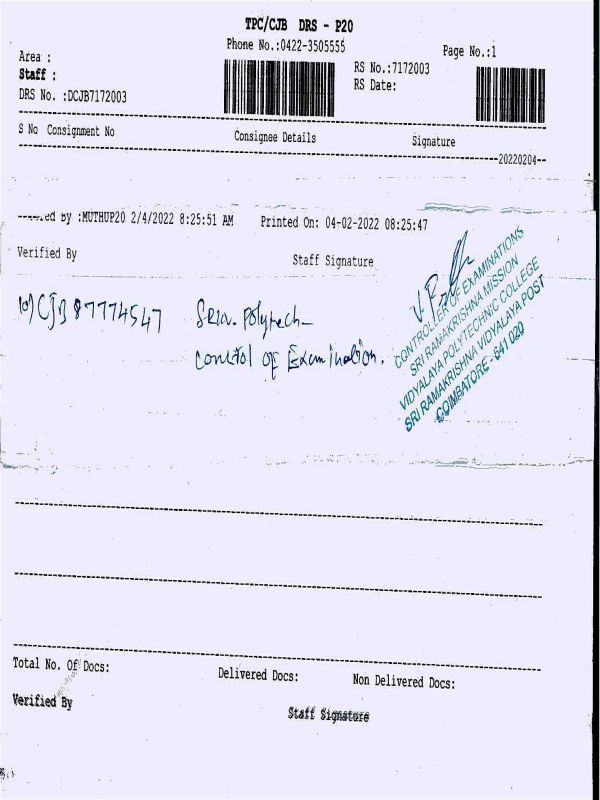 TPC/CJB DRS - P20
Phone No.:0422-3505555
Page No.:1
Area :
Staff :
DRS No. :DCJB7172003
RS No.:7172003
RS Date:
S No Consignment No Consignee Details Signature
20220204
By :MUTHUP20 2/4/2022 8:25:51 AM Printed On: 04-02-2022 08:25:47
Verified By Staff Signature
10) CJB 87774547 Polytech
Control of Examination.
CONTROLLER OF EXAMINATIONS
SRI RAMAKRISHNA MISSION
VIDYALAYA POLYTECHNIC COLLEGE
SRI RAMAKRISHNA VIDYALAYA POST
COIMBATORE - 641 020
Total No. Of Docs: Delivered Docs: Non Delivered Docs:
Verified By Staff Signature